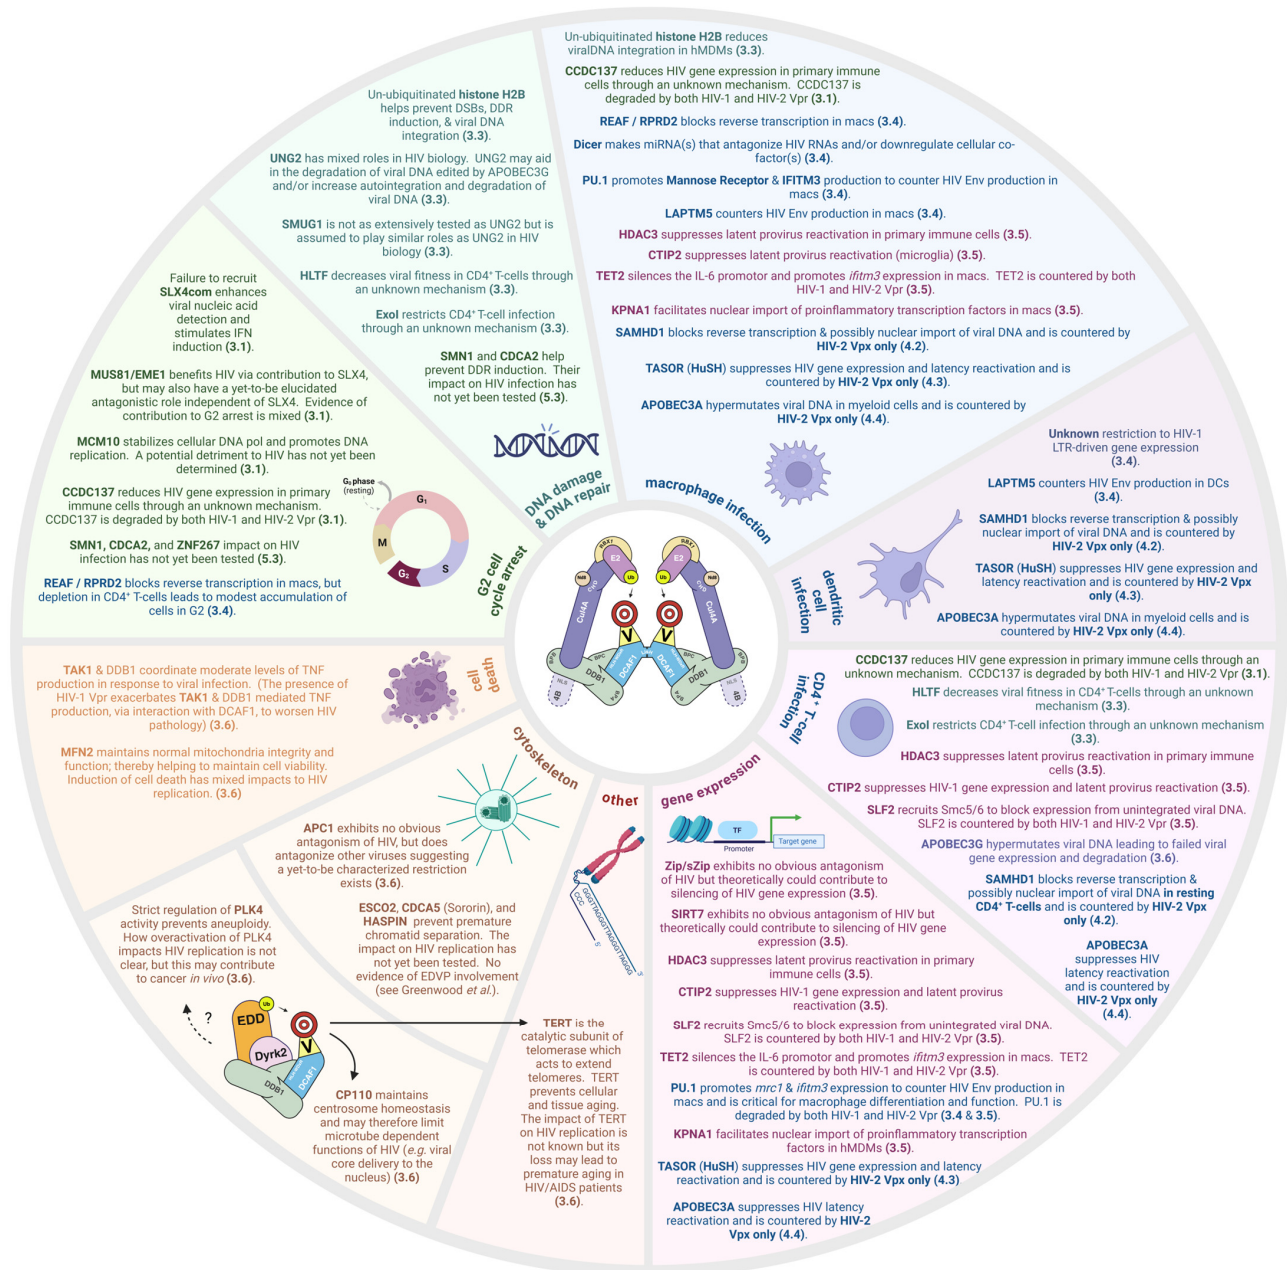 Un-ubiquitinated histone H2B reduces
viralDNA integration in hMDMs (3.3).
CCDC137 reduces HIV gene expression in primary immune
cells through an unknown mechanism. CCDC137 is
degraded by both HIV-1 and HIV-2 Vpr (3.1).
REAF / RPRD2 blocks reverse transcription in macs (3.4).
Dicer makes miRNA(s) that antagonize HIV RNAs and/or downregulate cellular co-
factor(s) (3.4).
PU.1 promotes Mannose Receptor & IFITM3 production to counter HIV Env production in
macs (3.4).
LAPTM5 counters HIV Env production in macs (3.4).
HDAC3 suppresses latent provirus reactivation in primary immune cells (3.5).
CTIP2 suppresses latent provirus reactivation (microglia) (3.5).
TET2 silences the IL-6 promotor and promotes ifitm3 expression in macs. TET2 is countered by both
HIV-1 and HIV-2 Vpr (3.5).
KPNA1 facilitates nuclear import of proinflammatory transcription factors in macs (3.5).
SAMHD1 blocks reverse transcription & possibly nuclear import of viral DNA and is countered by
HIV-2 Vpx only (4.2).
TASOR (HuSH) suppresses HIV gene expression and latency reactivation and is
countered by HIV-2 Vpx only (4.3).
APOBEC3A hypermutates viral DNA in myeloid cells and is countered by
HIV-2 Vpx only (4.4).
macrophage infection
Unknown restriction to HIV-1
LTR-driven gene expression
(3.4).
LAPTM5 counters HIV Env production in DCs
(3.4).
SAMHD1 blocks reverse transcription & possibly
nuclear import of viral DNA and is countered by
HIV-2 Vpx only (4.2).
TASOR (HuSH) suppresses HIV gene expression and
latency reactivation and is countered by HIV-2 Vpx
only (4.3).
APOBEC3A hypermutates viral DNA in myeloid cells and is
countered by HIV-2 Vpx only (4.4).
dendritic
cell
infection
CCDC137 reduces HIV gene expression in primary immune cells through an
unknown mechanism. CCDC137 is degraded by both HIV-1 and HIV-2 Vpr (3.1).
HLTF decreases viral fitness in CD4+ T-cells through an unknown
mechanism (3.3).
ExoI restricts CD4+ T-cell infection through an unknown mechanism
(3.3).
HDAC3 suppresses latent provirus reactivation in primary immune
cells (3.5).
CTIP2 suppresses HIV-1 gene expression and latent provirus reactivation (3.5).
SLF2 recruits Smc5/6 to block expression from unintegrated viral DNA.
SLF2 is countered by both HIV-1 and HIV-2 Vpr (3.5).
APOBEC3G hypermutates viral DNA leading to failed viral
gene expression and degradation (3.6).
SAMHD1 blocks reverse transcription &
possibly nuclear import of viral DNA in resting
CD4+ T-cells and is countered by HIV-2 Vpx
only (4.2).
APOBEC3A
suppresses HIV
latency reactivation
and is countered by
HIV-2 Vpx only
(4.4).
CD4+ T-cell
infection
gene expression
TF
Promoter
Target gene
Zip/sZip exhibits no obvious antagonism
of HIV but theoretically could contribute to
silencing of HIV gene expression (3.5).
SIRT7 exhibits no obvious antagonism of HIV but
theoretically could contribute to silencing of HIV gene
expression (3.5).
HDAC3 suppresses latent provirus reactivation in primary
immune cells (3.5).
CTIP2 suppresses HIV-1 gene expression and latent provirus
reactivation (3.5).
SLF2 recruits Smc5/6 to block expression from unintegrated viral DNA.
SLF2 is countered by both HIV-1 and HIV-2 Vpr (3.5).
TET2 silences the IL-6 promotor and promotes ifitm3 expression in macs. TET2
is countered by both HIV-1 and HIV-2 Vpr (3.5).
PU.1 promotes mrc1 & ifitm3 expression to counter HIV Env production in
macs and is critical for macrophage differentiation and function. PU.1 is
degraded by both HIV-1 and HIV-2 Vpr (3.4 & 3.5).
KPNA1 facilitates nuclear import of proinflammatory transcription
factors in hMDMs (3.5).
TASOR (HuSH) suppresses HIV gene expression and latency
reactivation and is countered by HIV-2 Vpx only (4.3)
APOBEC3A suppresses HIV latency
reactivation and is countered by HIV-2
Vpx only (4.4).
other
CCC
GGGTTAGGGTTAGGGTTAGGG
5'
3'
TERT is the
catalytic subunit of
telomerase which
acts to extend
telomeres. TERT
prevents cellular
and tissue aging.
The impact of TERT
on HIV replication is
not known but its
loss may lead to
premature aging in
HIV/AIDS patients
(3.6).
cytoskeleton
APC1 exhibits no obvious
antagonism of HIV, but does
antagonize other viruses suggesting
a yet-to-be characterized restriction
exists (3.6).
ESCO2, CDCA5 (Sororin), and
HASPIN prevent premature
chromatid separation. The
impact on HIV replication has
not yet been tested. No
evidence of EDVP involvement
(see Greenwood et al.).
Strict regulation of PLK4
activity prevents aneuploidy.
How overactivation of PLK4
impacts HIV replication is not
clear, but this may contribute
to cancer in vivo (3.6).
?
EDD
Ub
Dyrk2
V
DDB1
DCAF1
CP110 maintains
centrosome homeostasis
and may therefore limit
microtube dependent
functions of HIV (e.g. viral
core delivery to the
nucleus) (3.6)
cell
death
TAK1 & DDB1 coordinate moderate levels of TNF
production in response to viral infection. (The presence of
HIV-1 Vpr exacerbates TAK1 & DDB1 mediated TNF
production, via interaction with DCAF1, to worsen HIV
pathology) (3.6).
MFN2 maintains normal mitochondria integrity and
function; thereby helping to maintain cell viability.
Induction of cell death has mixed impacts to HIV
replication. (3.6)
Failure to recruit
SLX4com enhances
viral nucleic acid
detection and
stimulates IFN
induction (3.1).
MUS81/EME1 benefits HIV via contribution to SLX4,
but may also have a yet-to-be elucidated
antagonistic role independent of SLX4. Evidence of
contribution to G2 arrest is mixed (3.1).
MCM10 stabilizes cellular DNA pol and promotes DNA
replication. A potential detriment to HIV has not yet been
determined (3.1).
CCDC137 reduces HIV gene expression in primary
immune cells through an unknown mechanism.
CCDC137 is degraded by both HIV-1 and HIV-2 Vpr (3.1).
SMN1, CDCA2, and ZNF267 impact on HIV
infection has not yet been tested (5.3).
REAF / RPRD2 blocks reverse transcription in macs, but
depletion in CD4+ T-cells leads to modest accumulation of
cells in G2 (3.4).
G0 phase
(resting)
G1
S
G2
M
G2 cell
cycle arrest
Un-ubiquitinated histone H2B
helps prevent DSBs, DDR
induction, & viral DNA
integration (3.3).
UNG2 has mixed roles in HIV biology. UNG2 may aid
in the degradation of viral DNA edited by APOBEC3G
and/or increase autointegration and degradation of
viral DNA (3.3).
SMUG1 is not as extensively tested as UNG2 but is
assumed to play similar roles as UNG2 in HIV
biology (3.3).
HLTF decreases viral fitness in CD4+ T-cells through
an unknown mechanism (3.3).
ExoI restricts CD4+ T-cell infection
through an unknown mechanism (3.3).
SMN1 and CDCA2 help
prevent DDR induction. Their
impact on HIV infection has
not yet been tested (5.3).
DNA damage
& DNA repair
RBX1
E2
Nd8
Ub
Cul4A
V
BPB
BPC
DDB1
BPA
DCAF1
NLS
4B
RBX1
E2
Nd8
Ub
Cul4A
V
BPB
BPC
DDB1
BPA
DCAF1
NLS
4B